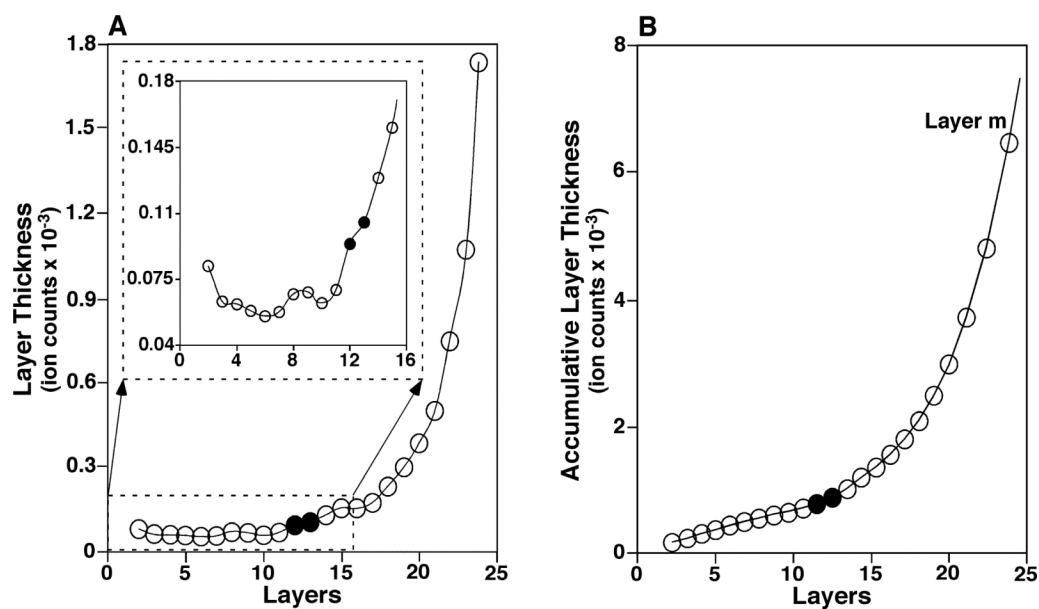 A
1.8
1.5
1.2
0.9
0.6
0.3
0
0 5 10 15 20 25
Layers
Layer Thickness
(ion counts x 10-3)
0.18
0.145
0.11
0.075
0.04
0 4 8 12 16
B
8
6
4
2
0
0 5 10 15 20 25
Layers
Accumulative Layer Thickness
(ion counts x 10-3)
Layer m